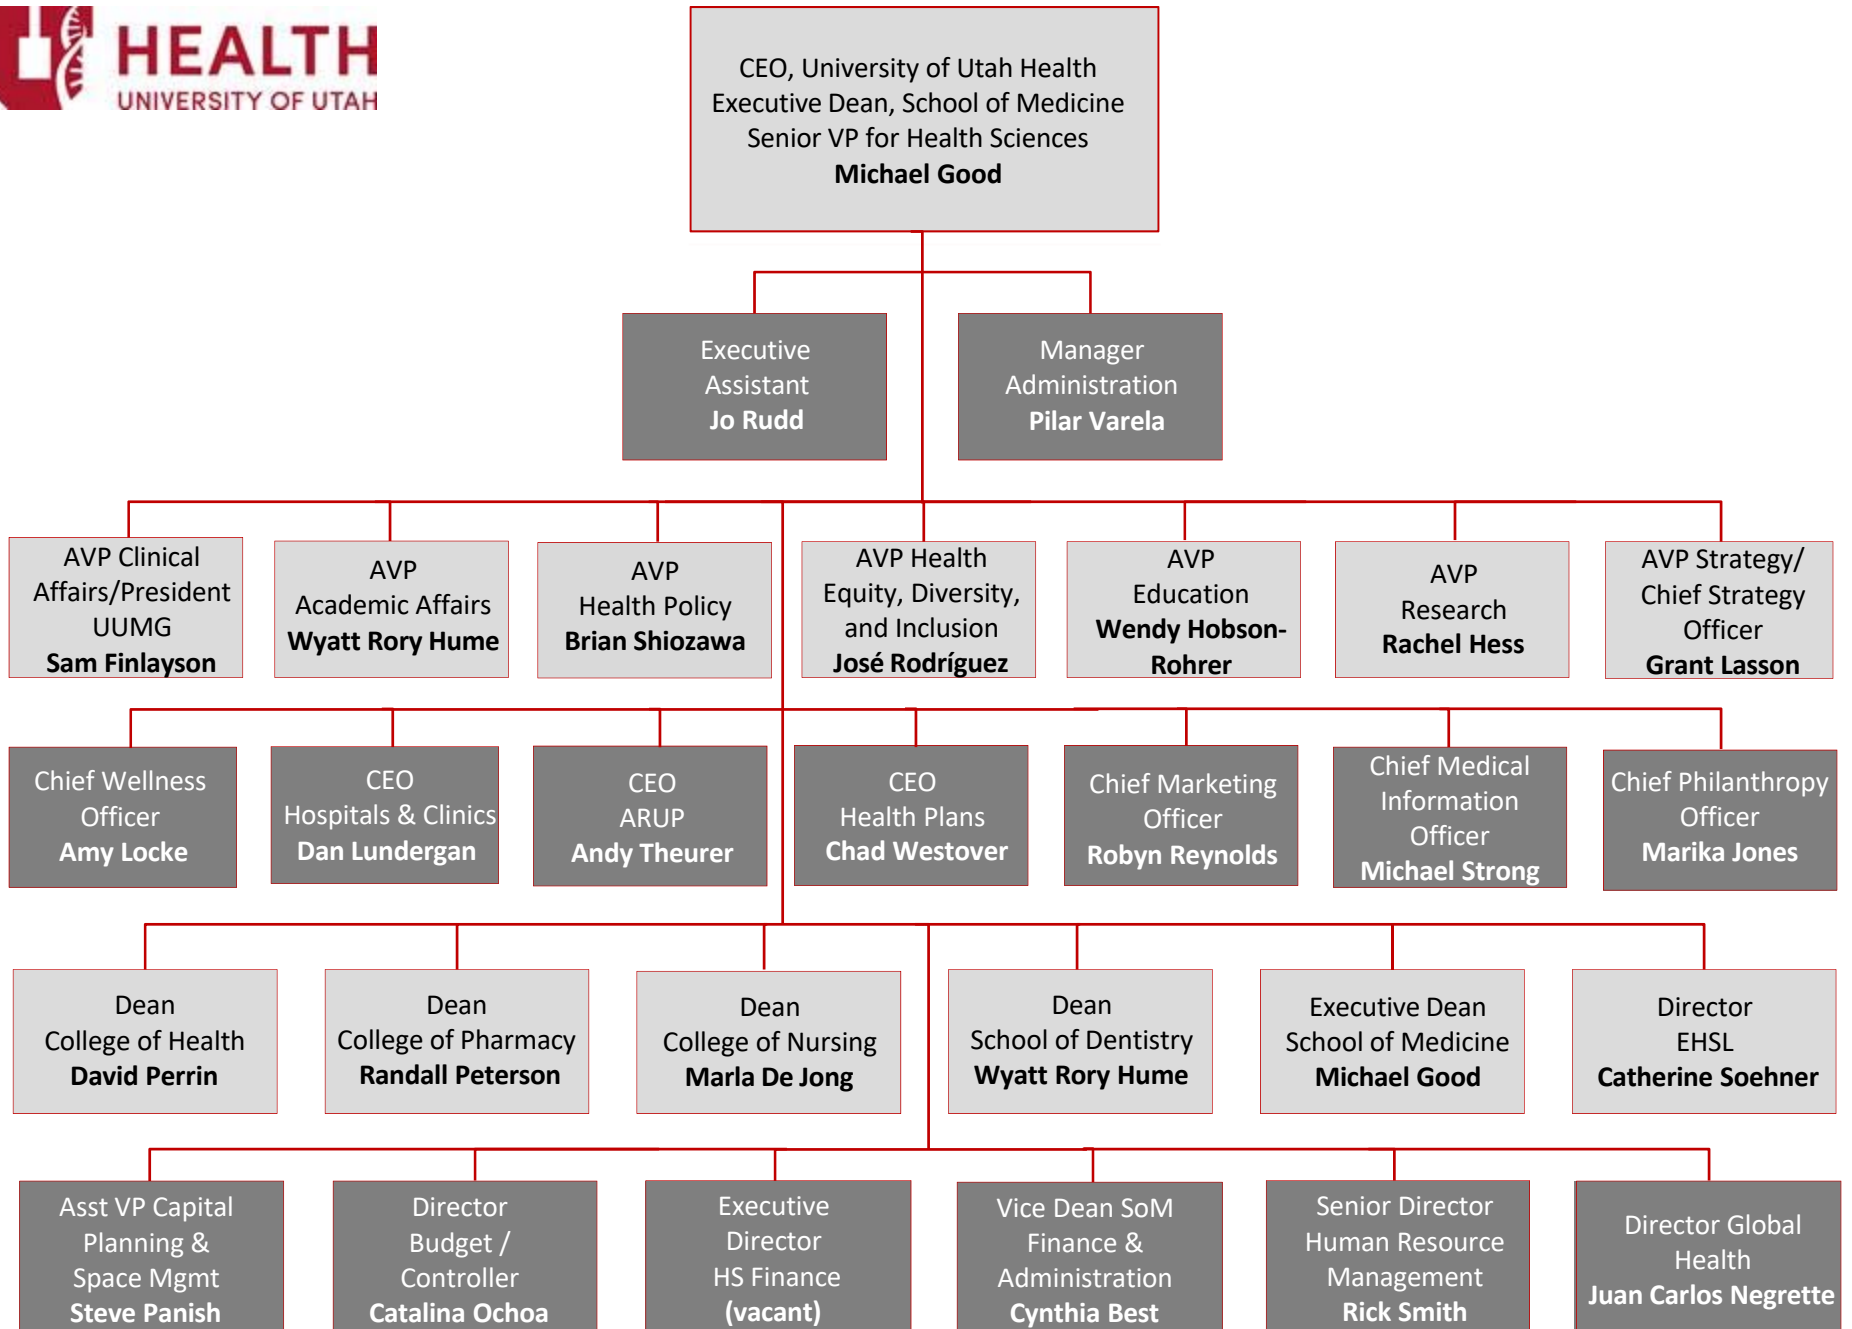 HEALTH
UNIVERSITY OF UTAH
CEO, University of Utah Health
Executive Dean, School of Medicine
Senior VP for Health Sciences
Michael Good
Executive
Assistant
Jo Rudd
Manager
Administration
Pilar Varela
AVP Clinical
Affairs/President
UUMG
Sam Finlayson
AVP
Academic Affairs
Wyatt Rory Hume
AVP
Health Policy
Brian Shiozawa
AVP Health
Equity, Diversity,
and Inclusion
José Rodríguez
AVP
Education
Wendy Hobson-
Rohrer
AVP
Research
Rachel Hess
AVP Strategy/
Chief Strategy
Officer
Grant Lasson
Chief Wellness
Officer
Amy Locke
CEO
Hospitals & Clinics
Dan Lundergan
CEO
ARUP
Andy Theurer
CEO
Health Plans
Chad Westover
Chief Marketing
Officer
Robyn Reynolds
Chief Medical
Information
Officer
Michael Strong
Chief Philanthropy
Officer
Marika Jones
Dean
College of Health
David Perrin
Dean
College of Pharmacy
Randall Peterson
Dean
College of Nursing
Marla De Jong
Dean
School of Dentistry
Wyatt Rory Hume
Executive Dean
School of Medicine
Michael Good
Director
EHSL
Catherine Soehner
Asst VP Capital
Planning &
Space Mgmt
Steve Panish
Director
Budget /
Controller
Catalina Ochoa
Executive
Director
HS Finance
(vacant)
Vice Dean SoM
Finance &
Administration
Cynthia Best
Senior Director
Human Resource
Management
Rick Smith
Director Global
Health
Juan Carlos Negrette